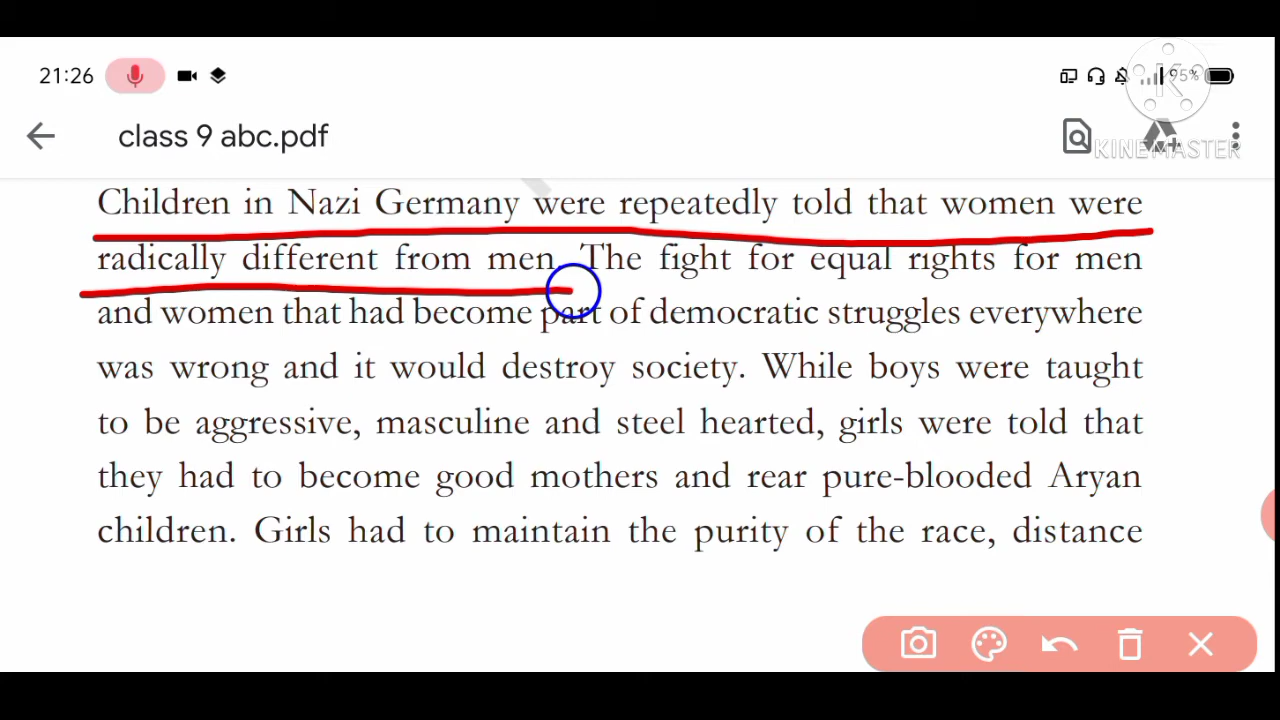 21:26
95%
class 9 abc.pdf
KINEMASTER
Children in Nazi Germany were repeatedly told that women were
radically different from men. The fight for equal rights for men
and women that had become part of democratic struggles everywhere
was wrong and it would destroy society. While boys were taught
to be aggressive, masculine and steel hearted, girls were told that
they had to become good mothers and rear pure-blooded Aryan
children. Girls had to maintain the purity of the race, distance